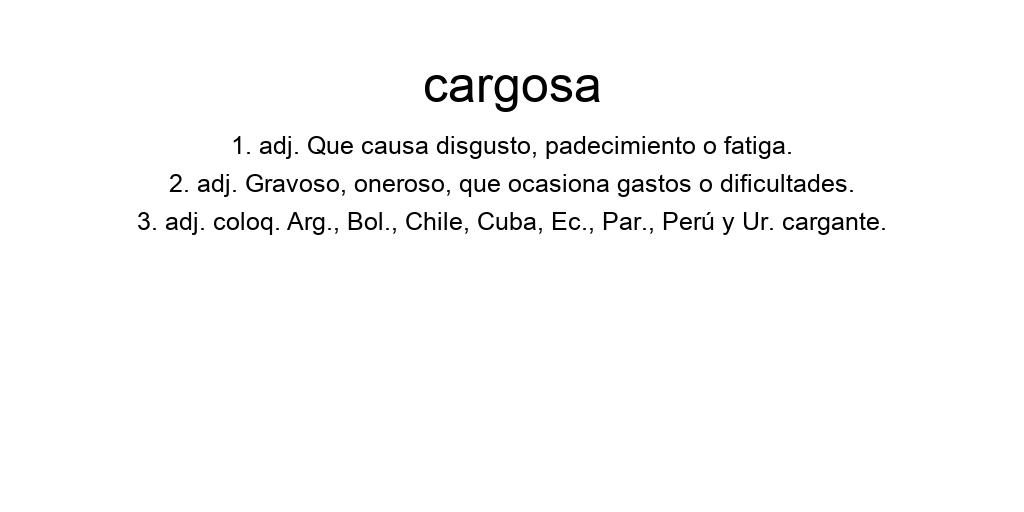 cargosa
1. adj. Que causa disgusto, padecimiento o fatiga.
2. adj. Gravoso, oneroso, que ocasiona gastos o dificultades.
3. adj. coloq. Arg., Bol., Chile, Cuba, Ec., Par., Perú y Ur. cargante.